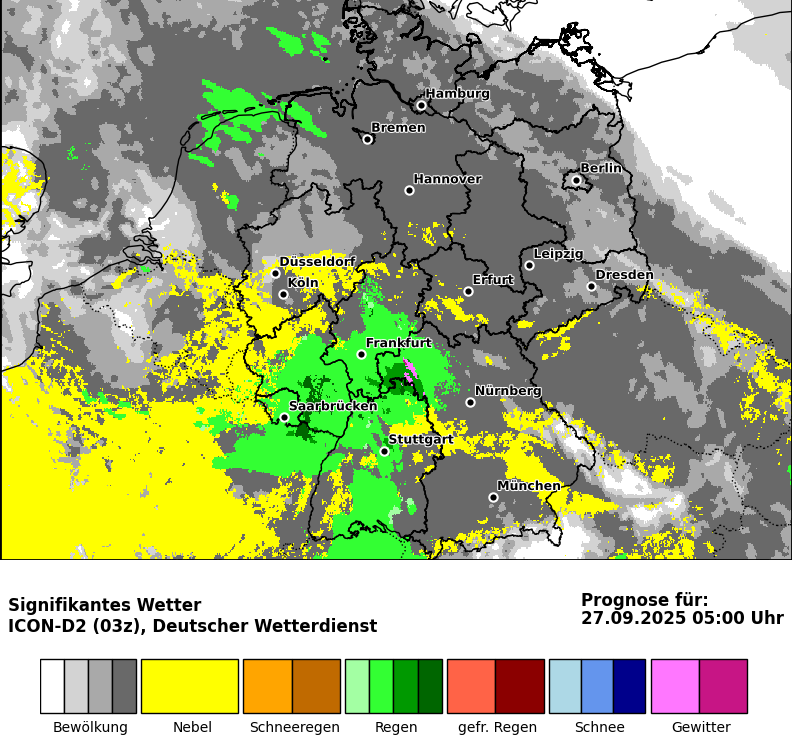 Hamburg
Bremen
Berlin
Hannover
Leipzig
Düsseldorf
Dresden
Köln
Erfurt
Frankfurt
Nürnberg
Saarbrücken
Stuttgart
München
Signifikantes Wetter
ICON-D2 (03z), Deutscher Wetterdienst
Prognose für:
27.09.2025 05:00 Uhr
Bewölkung
Nebel
Schneeregen
Regen
gefr. Regen
Schnee
Gewitter